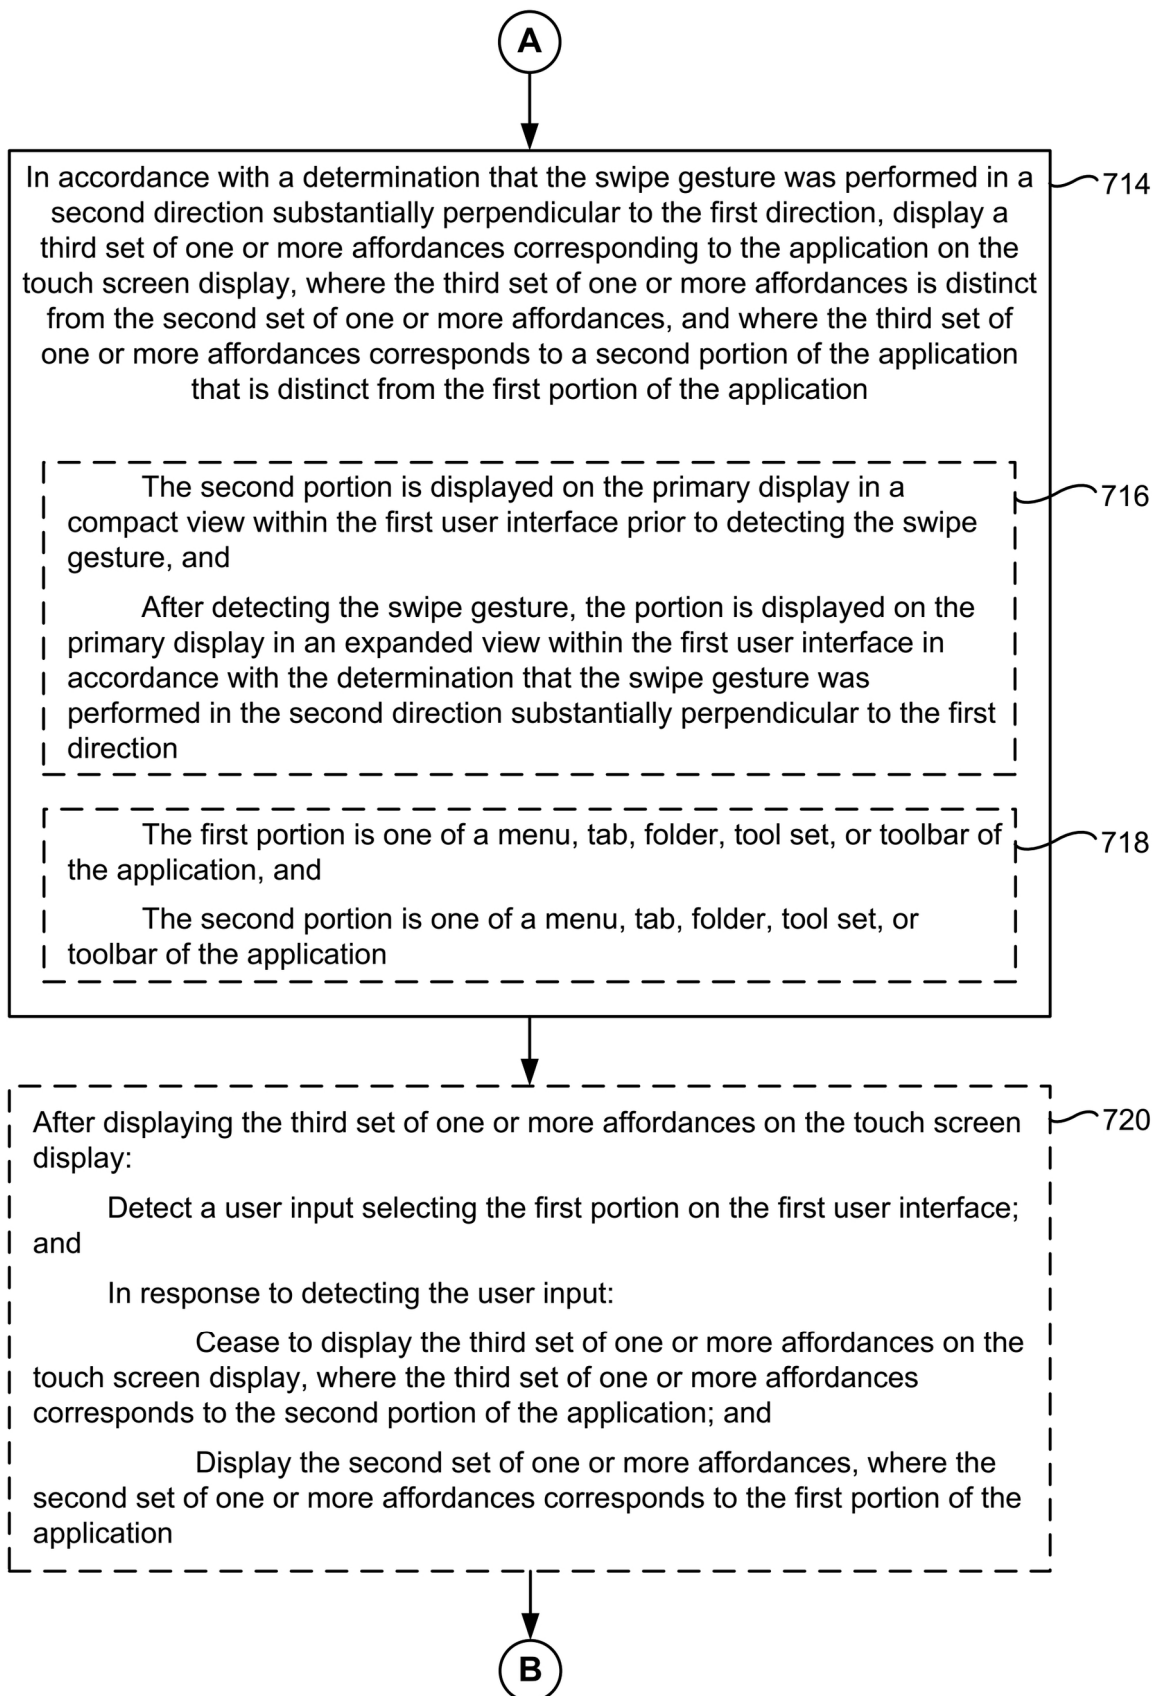 A
In accordance with a determination that the swipe gesture was performed in a
second direction substantially perpendicular to the first direction, display a
third set of one or more affordances corresponding to the application on the
touch screen display, where the third set of one or more affordances is distinct
from the second set of one or more affordances, and where the third set of
one or more affordances corresponds to a second portion of the application
that is distinct from the first portion of the application
714
The second portion is displayed on the primary display in a
compact view within the first user interface prior to detecting the swipe
gesture, and
After detecting the swipe gesture, the portion is displayed on the
primary display in an expanded view within the first user interface in
accordance with the determination that the swipe gesture was
performed in the second direction substantially perpendicular to the first
direction
716
The first portion is one of a menu, tab, folder, tool set, or toolbar of
the application, and
The second portion is one of a menu, tab, folder, tool set, or
toolbar of the application
718
After displaying the third set of one or more affordances on the touch screen
display:
Detect a user input selecting the first portion on the first user interface;
and
In response to detecting the user input:
Cease to display the third set of one or more affordances on the
touch screen display, where the third set of one or more affordances
corresponds to the second portion of the application; and
Display the second set of one or more affordances, where the
second set of one or more affordances corresponds to the first portion of the
application
720
B